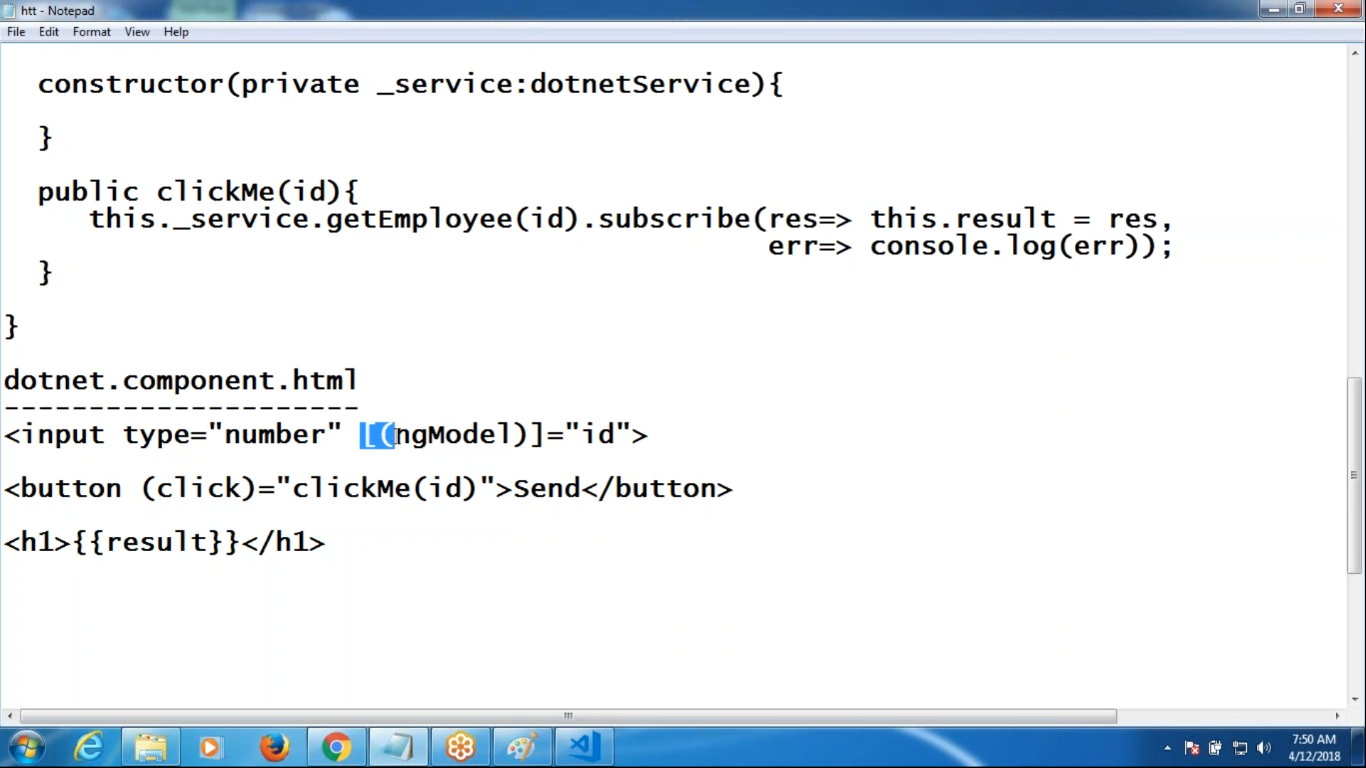 htt - Notepad
File Edit Format View Help
constructor(private _service:dotnetService){
}
public clickMe(id){
this._service.getEmployee(id).subscribe(res=> this.result = res,
err=> console.log(err));
}
}
dotnet.component.html
---------------------
<input type="number" [(ngModel)]="id">
<button (click)="clickMe(id)">Send</button>
<h1>{{result}}</h1>
7:50 AM
4/12/2018